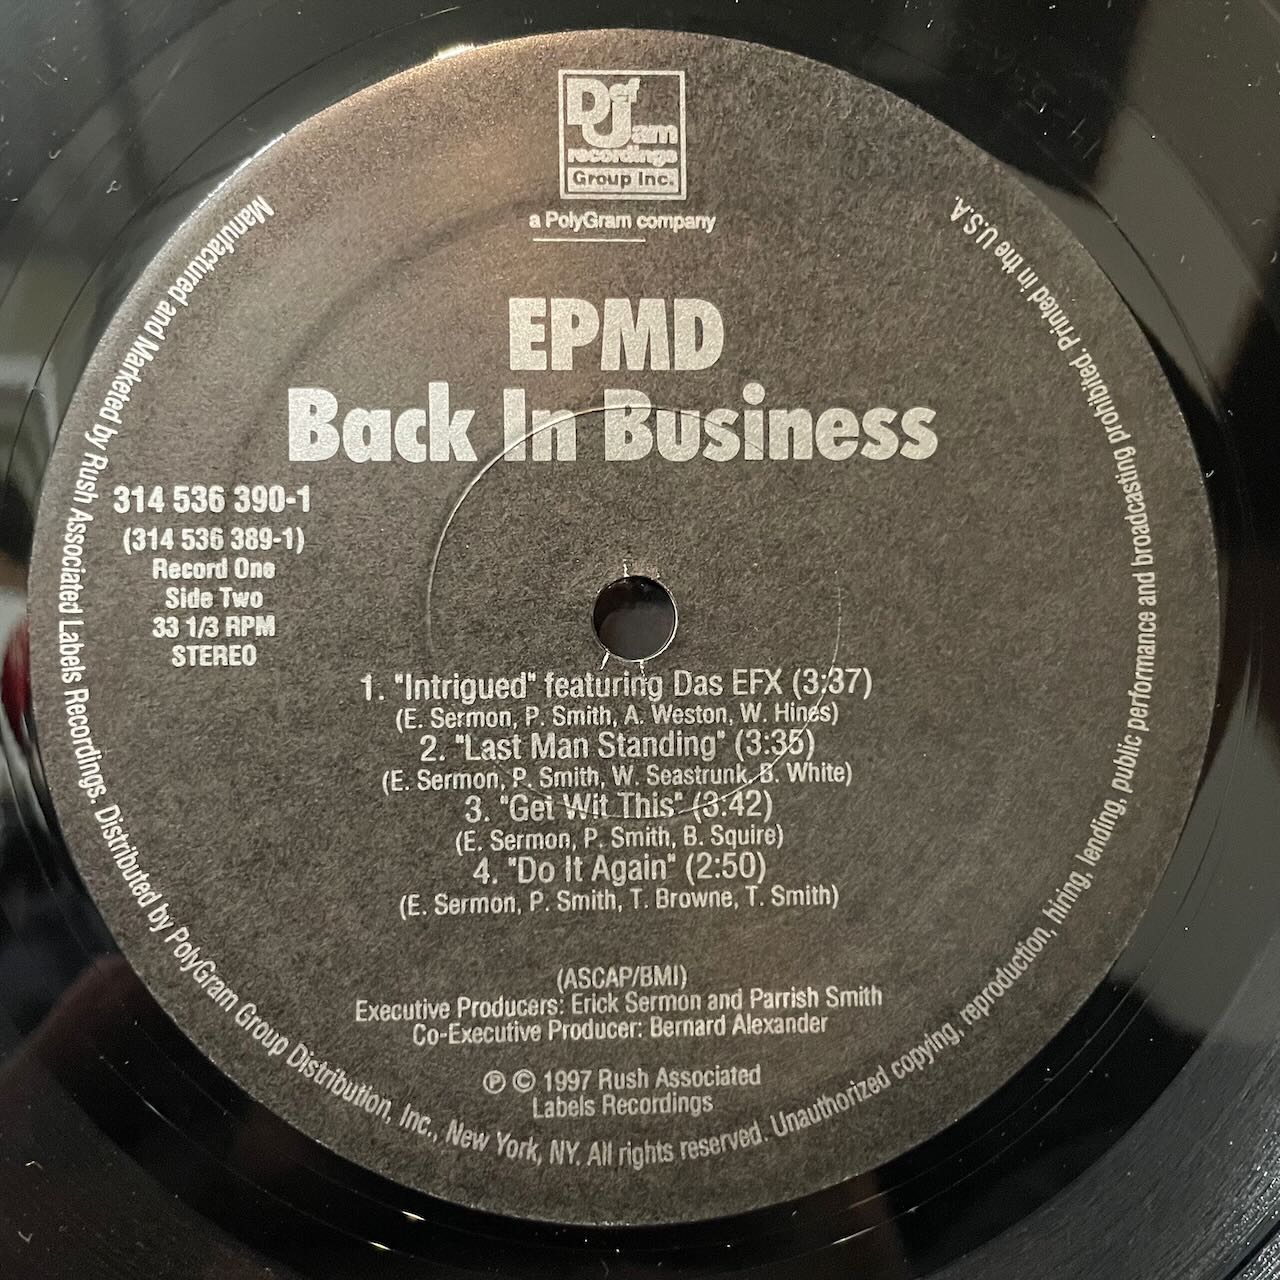 Def Jam
recordings
Group Inc.
a PolyGram company
EPMD
Back In Business
314 536 390-1
(314 536 389-1)
Record One
Side Two
33 1/3 RPM
STEREO
1. "Intrigued" featuring Das EFX (3:37)
(E. Sermon, P. Smith, A. Weston, W. Hines)
2. "Last Man Standing" (3:35)
(E. Sermon, P. Smith, W. Seastrunk, B. White)
3. "Get Wit This" (3:42)
(E. Sermon, P. Smith, B. Squire)
4. "Do It Again" (2:50)
(E. Sermon, P. Smith, T. Browne, T. Smith)
(ASCAP/BMI)
Executive Producers: Erick Sermon and Parrish Smith
Co-Executive Producer: Bernard Alexander
℗ © 1997 Rush Associated
Labels Recordings
Manufactured and Marketed by Rush Associated Labels Recordings. Distributed by PolyGram Group Distribution, Inc., New York, NY. All rights reserved. Unauthorized copying, reproduction, hiring, lending, public performance and broadcasting prohibited. Printed in the U.S.A.